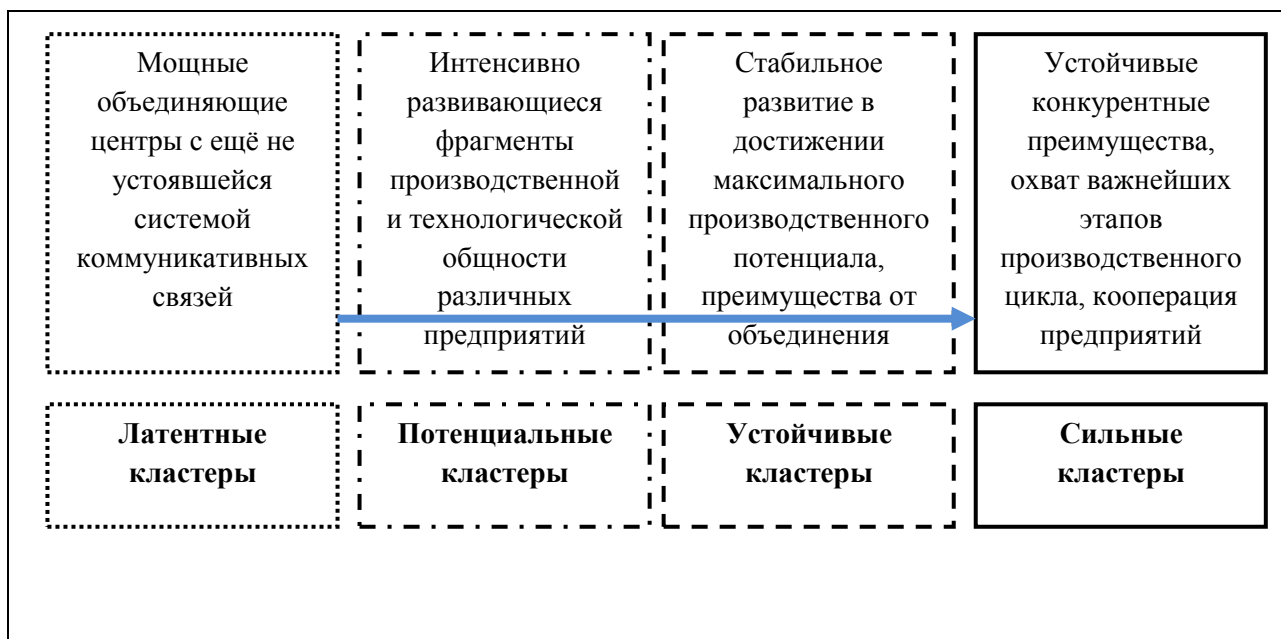 Мощные
объединяющие
центры с ещё не
устоявшейся
системой
коммуникативных
связей
Интенсивно
развивающиеся
фрагменты
производственной
и технологической
общности
различных
предприятий
Стабильное
развитие в
достижении
максимального
производственного
потенциала,
преимущества от
объединения
Устойчивые
конкурентные
преимущества,
охват важнейших
этапов
производственного
цикла, кооперация
предприятий
Латентные
кластеры
Потенциальные
кластеры
Устойчивые
кластеры
Сильные
кластеры